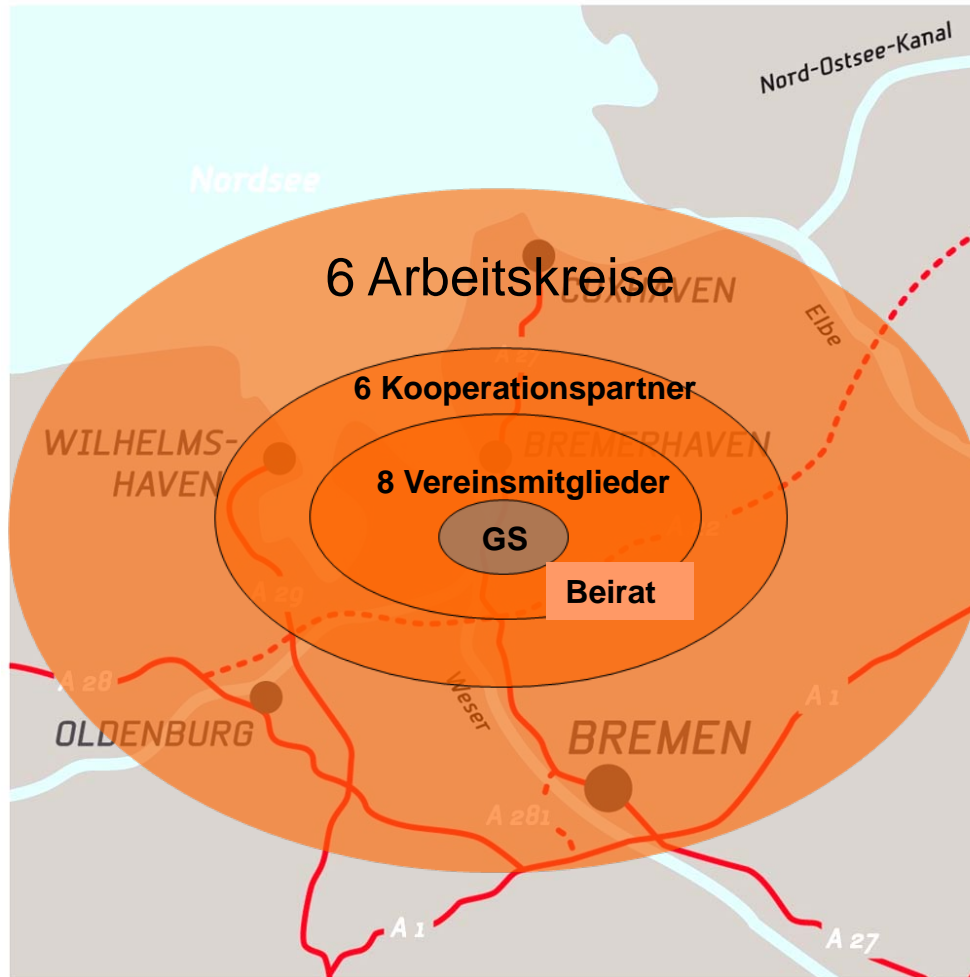 Nord-Ostsee-Kanal
Nordsee
6 Arbeitskreise
CUXHAVEN
Elbe
A 27
6 Kooperationspartner
WILHELMS-
HAVEN
BREMERHAVEN
8 Vereinsmitglieder
GS
Beirat
A 29
A 28
Weser
A 1
OLDENBURG
BREMEN
A 281
A 1
A 27